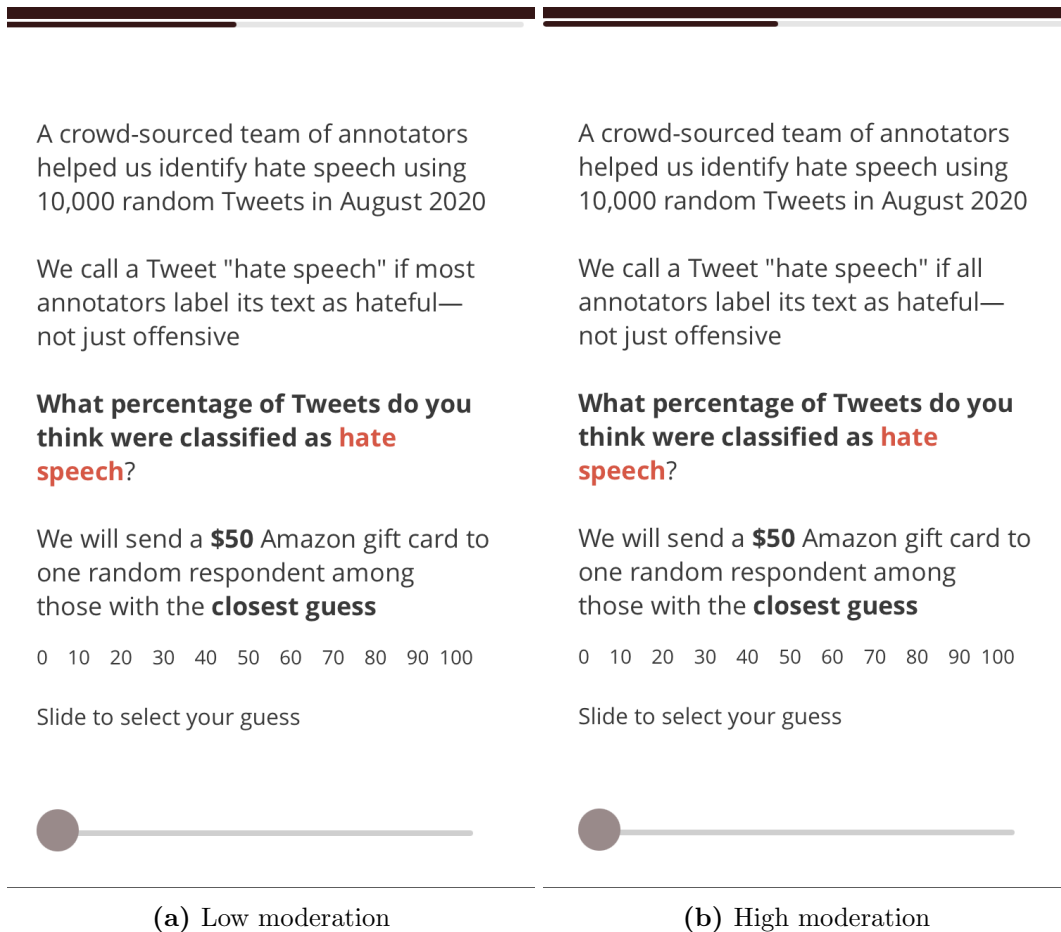 A crowd-sourced team of annotators
helped us identify hate speech using
10,000 random Tweets in August 2020
We call a Tweet "hate speech" if most
annotators label its text as hateful—
not just offensive
What percentage of Tweets do you
think were classified as hate
speech?
We will send a $50 Amazon gift card to
one random respondent among
those with the closest guess
0 10 20 30 40 50 60 70 80 90 100
Slide to select your guess
(a) Low moderation
A crowd-sourced team of annotators
helped us identify hate speech using
10,000 random Tweets in August 2020
We call a Tweet "hate speech" if all
annotators label its text as hateful—
not just offensive
What percentage of Tweets do you
think were classified as hate
speech?
We will send a $50 Amazon gift card to
one random respondent among
those with the closest guess
0 10 20 30 40 50 60 70 80 90 100
Slide to select your guess
(b) High moderation